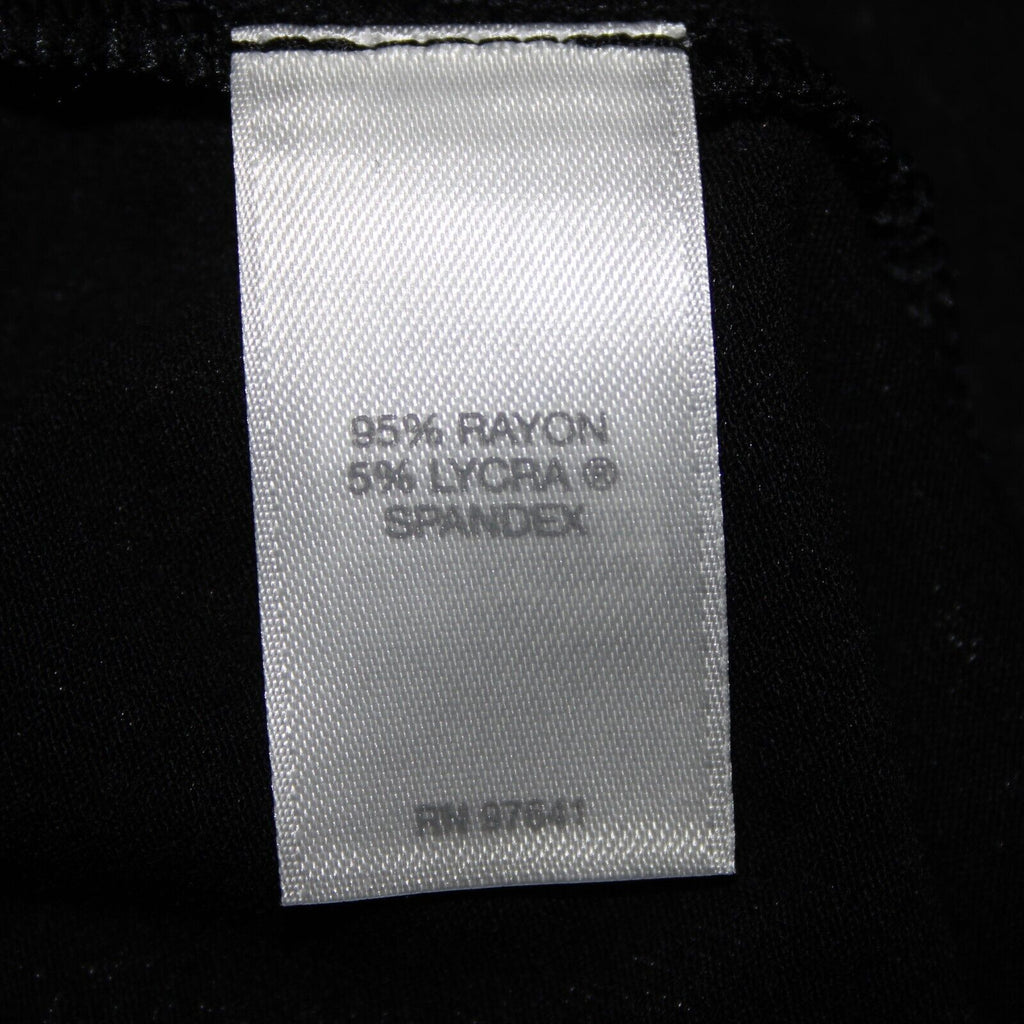 95% RAYON
5% LYCRA ®
SPANDEX
RN 97641